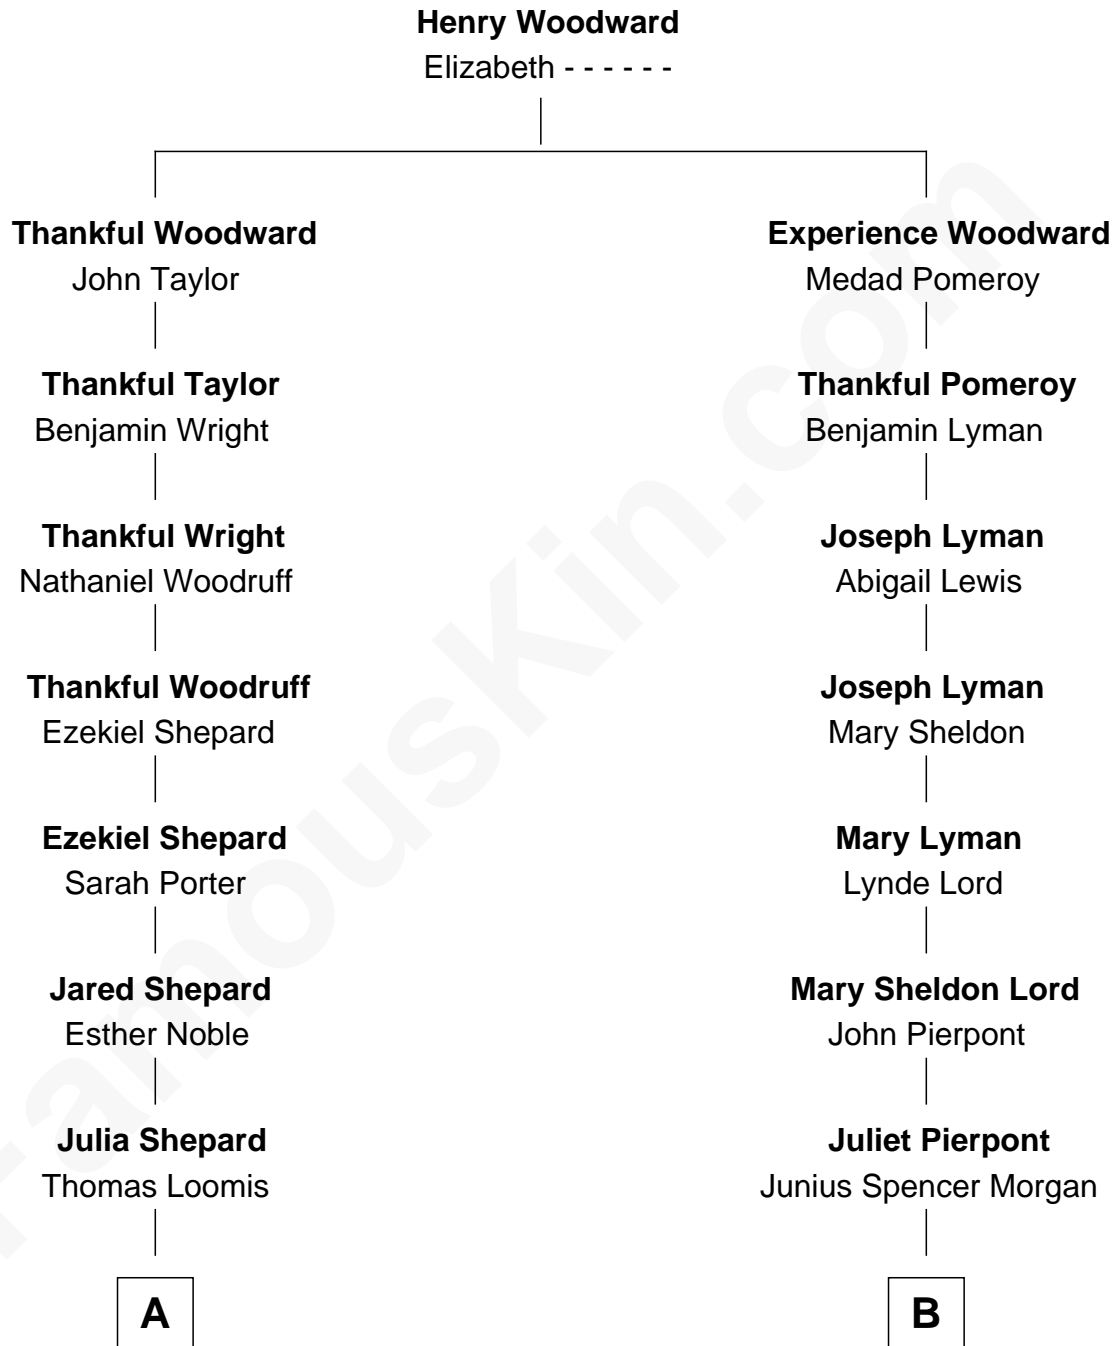 Henry Woodward
Elizabeth - - - - - -
Thankful Woodward
John Taylor
Experience Woodward
Medad Pomeroy
Thankful Taylor
Benjamin Wright
Thankful Pomeroy
Benjamin Lyman
Thankful Wright
Nathaniel Woodruff
Joseph Lyman
Abigail Lewis
Thankful Woodruff
Ezekiel Shepard
Joseph Lyman
Mary Sheldon
Ezekiel Shepard
Sarah Porter
Mary Lyman
Lynde Lord
Jared Shepard
Esther Noble
Mary Sheldon Lord
John Pierpont
Julia Shepard
Thomas Loomis
Juliet Pierpont
Junius Spencer Morgan
A
B
FamousKin.com